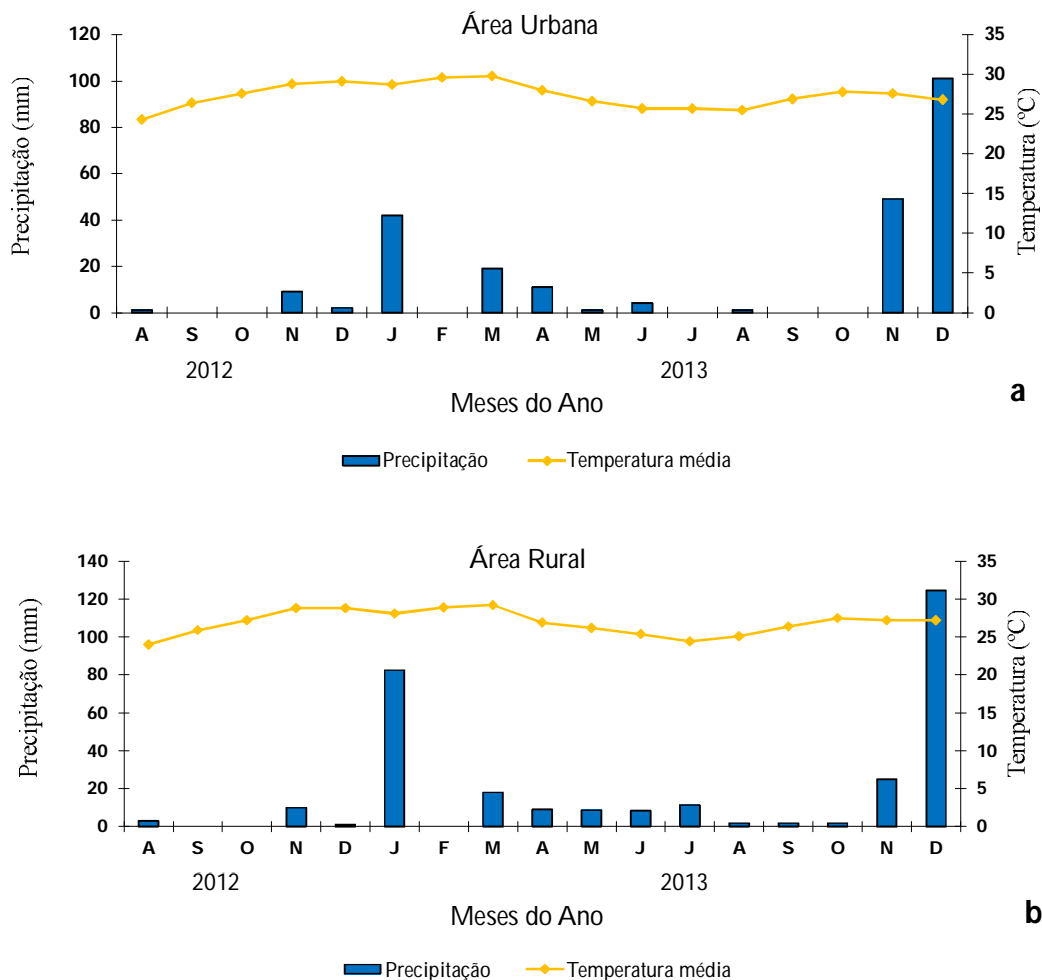 Área Urbana
Precipitação (mm)
120
100
80
60
40
20
0
Temperatura (ºC)
35
30
25
20
15
10
5
0
A S O N D J F M A M J J A S O N D
2012 2013
Meses do Ano
a
Precipitação Temperatura média
Área Rural
Precipitação (mm)
140
120
100
80
60
40
20
0
Temperatura (ºC)
35
30
25
20
15
10
5
0
A S O N D J F M A M J J A S O N D
2012 2013
Meses do Ano
b
Precipitação Temperatura média